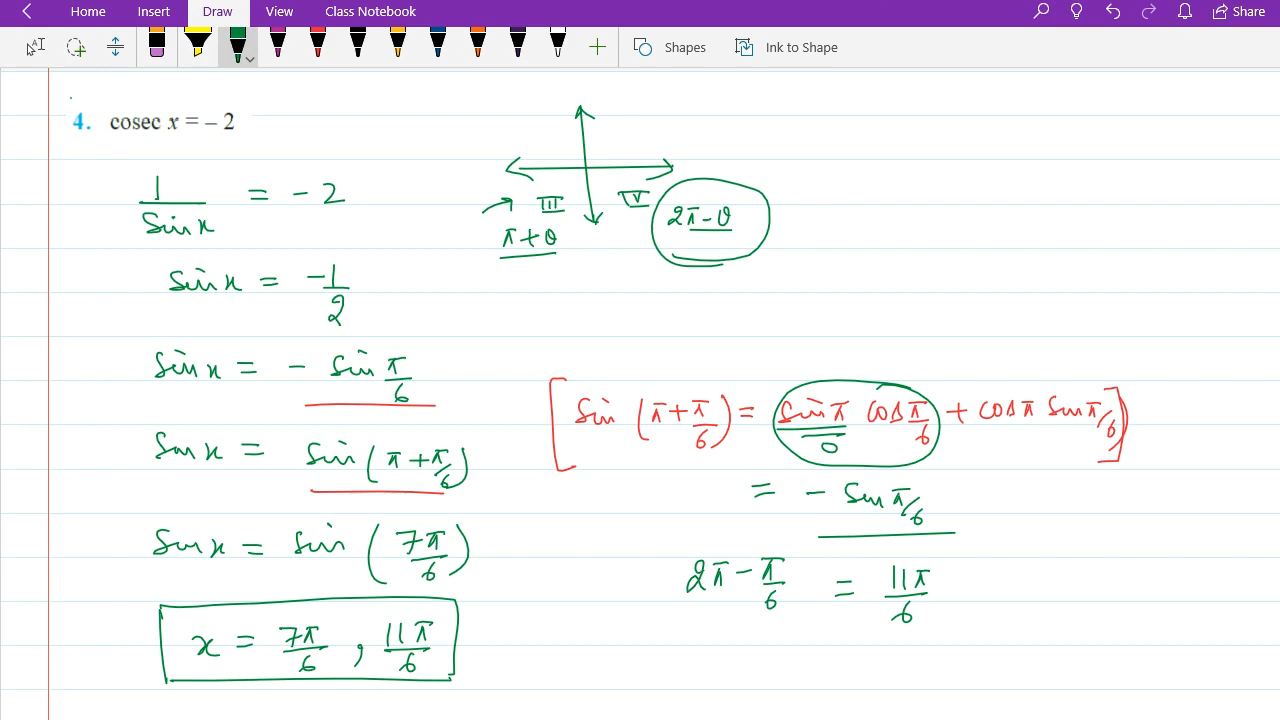 Home Insert Draw View Class Notebook Share
Shapes Ink to Shape
4. cosec x = – 2
1/sin x = - 2
III IV
π + θ 2π - θ
sin x = -1/2
sin x = - sin π/6
[sin (π + π/6) = sin π cos π/6 + cos π sin π/6]
0
sin x = sin (π + π/6)
= - sin π/6
sin x = sin (7π/6)
2π - π/6 = 11π/6
x = 7π/6 , 11π/6